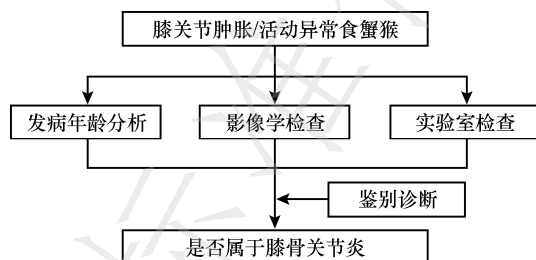 膝关节肿胀/活动异常食蟹猴
发病年龄分析
影像学检查
实验室检查
鉴别诊断
是否属于膝骨关节炎